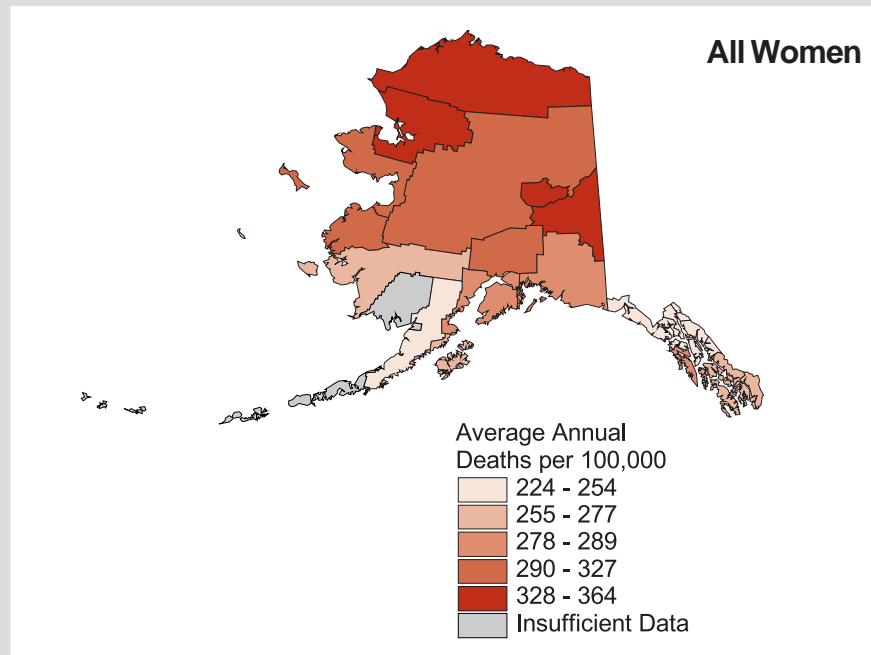 All Women
Average Annual
Deaths per 100,000
224 - 254
255 - 277
278 - 289
290 - 327
328 - 364
Insufficient Data